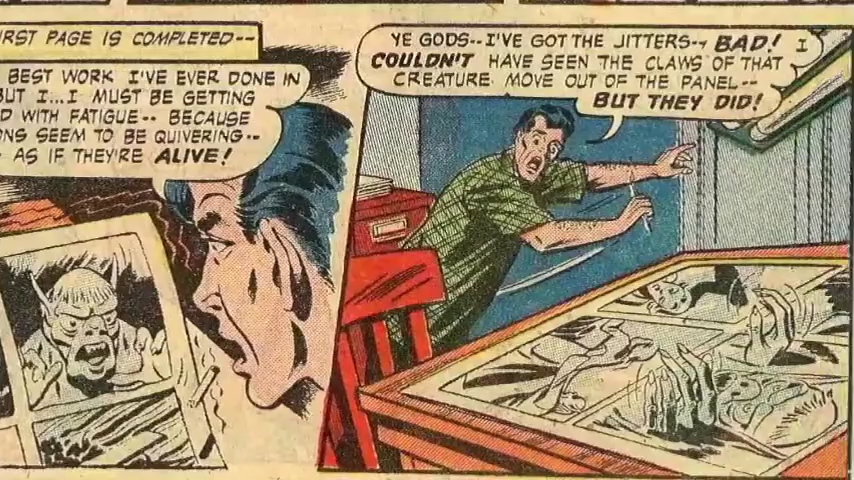 IRST PAGE IS COMPLETED--
BEST WORK I'VE EVER DONE IN
BUT I...I MUST BE GETTING
D WITH FATIGUE-- BECAUSE
ONS SEEM TO BE QUIVERING--
AS IF THEY'RE ALIVE!
YE GODS--I'VE GOT THE JITTERS-- BAD! I
COULDN'T HAVE SEEN THE CLAWS OF THAT
CREATURE MOVE OUT OF THE PANEL--
BUT THEY DID!